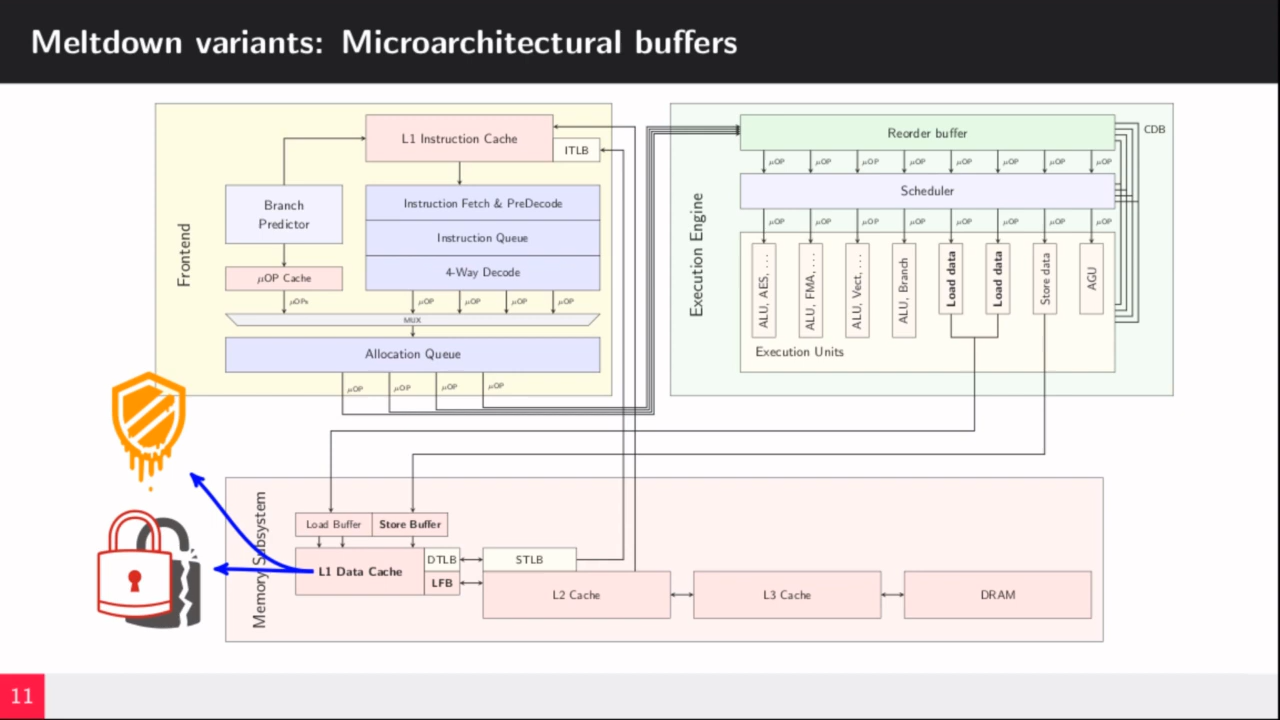 Meltdown variants: Microarchitectural buffers
Frontend
L1 Instruction Cache
ITLB
Branch
Predictor
Instruction Fetch & PreDecode
Instruction Queue
4-Way Decode
μOP Cache
μOPs
μOP
μOP
μOP
μOP
MUX
Allocation Queue
μOP
μOP
μOP
μOP
Execution Engine
Reorder buffer
CDB
μOP
μOP
μOP
μOP
μOP
μOP
μOP
μOP
Scheduler
μOP
μOP
μOP
μOP
μOP
μOP
μOP
μOP
ALU, AES, ...
ALU, FMA, ...
ALU, Vect, ...
ALU, Branch
Load data
Load data
Store data
AGU
Execution Units
Memory Subsystem
Load Buffer
Store Buffer
L1 Data Cache
DTLB
LFB
STLB
L2 Cache
L3 Cache
DRAM
11